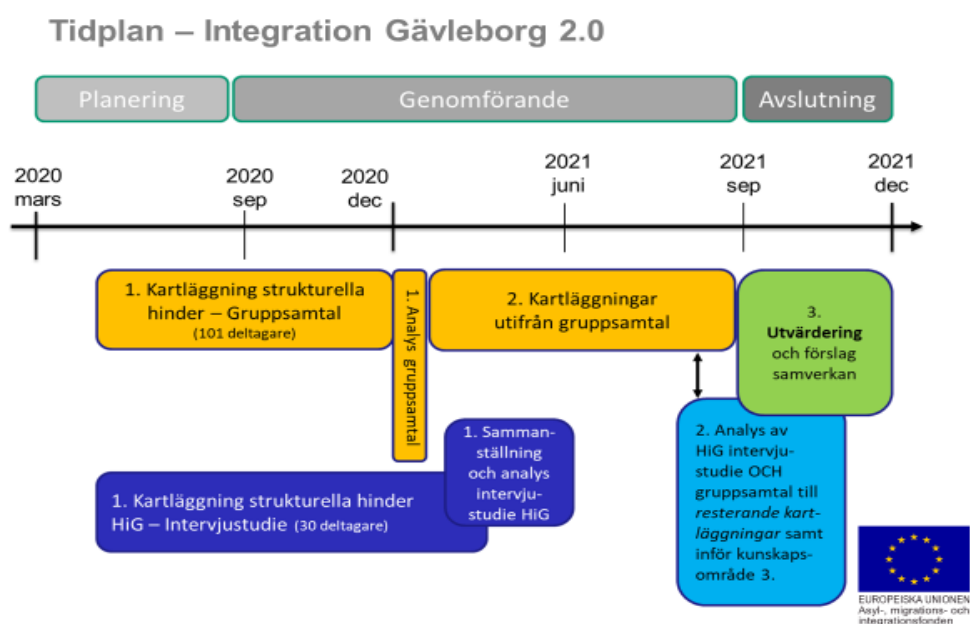 Tidplan – Integration Gävleborg 2.0
Planering
Genomförande
Avslutning
2020
mars
2020
sep
2020
dec
2021
juni
2021
sep
2021
dec
1. Kartläggning strukturella
hinder – Gruppsamtal
(101 deltagare)
1. Analys gruppsamtal
2. Kartläggningar
utifrån gruppsamtal
3.
Utvärdering
och förslag
samverkan
1. Kartläggning strukturella hinder
HiG – Intervjustudie (30 deltagare)
1. Samman-
ställning
och analys
intervju-
studie HiG
2. Analys av
HiG intervju-
studie OCH
gruppsamtal till
resterande kart-
läggningar samt
inför kunskaps-
område 3.
EUROPEISKA UNIONEN
Asyl-, migrations- och
integrationsfonden